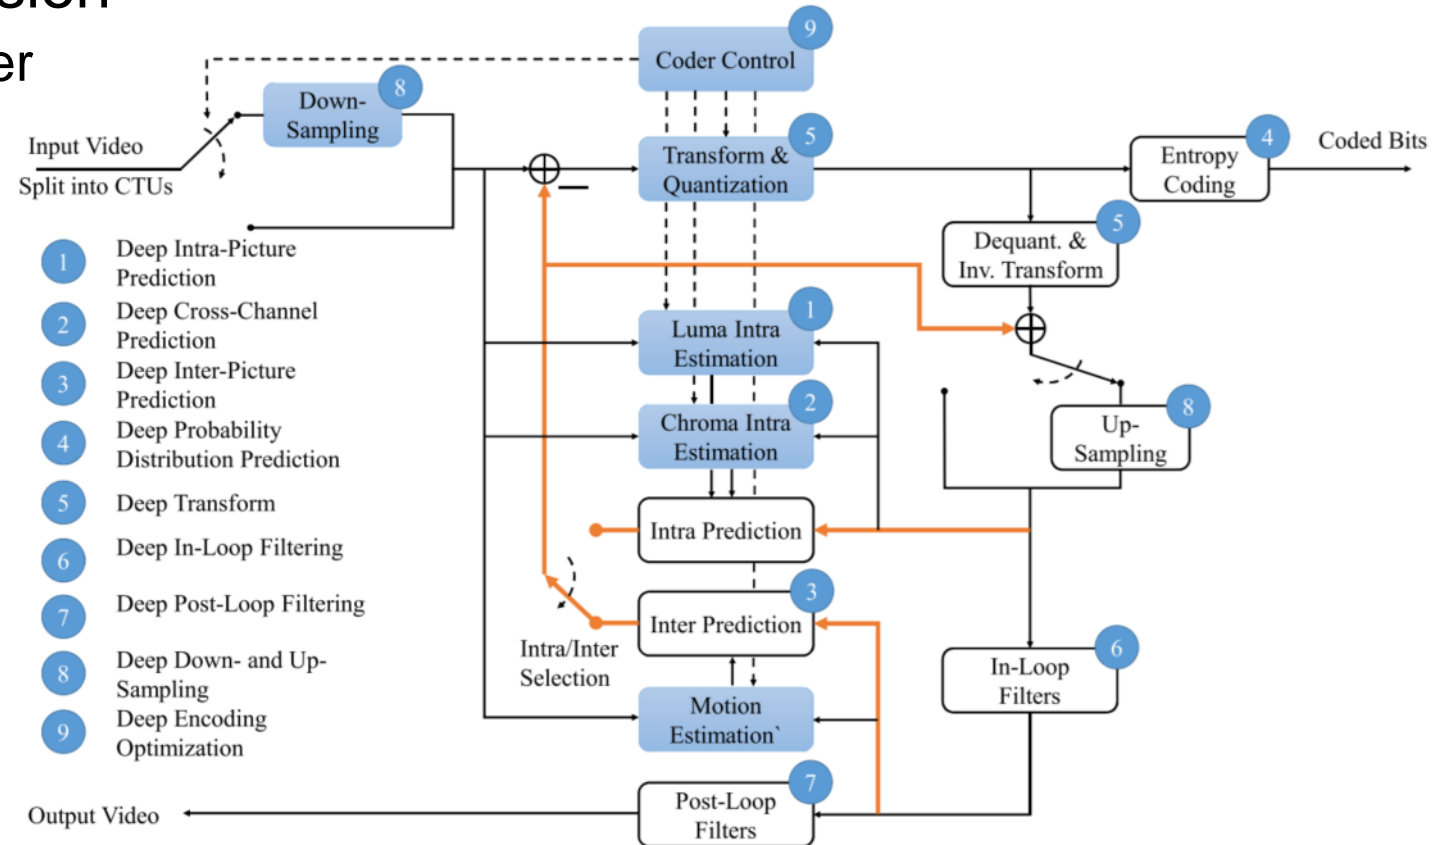 sion
er
9
Coder Control
8
Down-
Sampling
Input Video
Split into CTUs
5
Transform &
Quantization
4
Entropy
Coding
Coded Bits
5
Dequant. &
Inv. Transform
1
Deep Intra-Picture
Prediction
2
Deep Cross-Channel
Prediction
3
Deep Inter-Picture
Prediction
4
Deep Probability
Distribution Prediction
5
Deep Transform
6
Deep In-Loop Filtering
7
Deep Post-Loop Filtering
8
Deep Down- and Up-
Sampling
9
Deep Encoding
Optimization
1
Luma Intra
Estimation
2
Chroma Intra
Estimation
Intra Prediction
3
Inter Prediction
Intra/Inter
Selection
Motion
Estimation`
8
Up-
Sampling
6
In-Loop
Filters
7
Post-Loop
Filters
Output Video